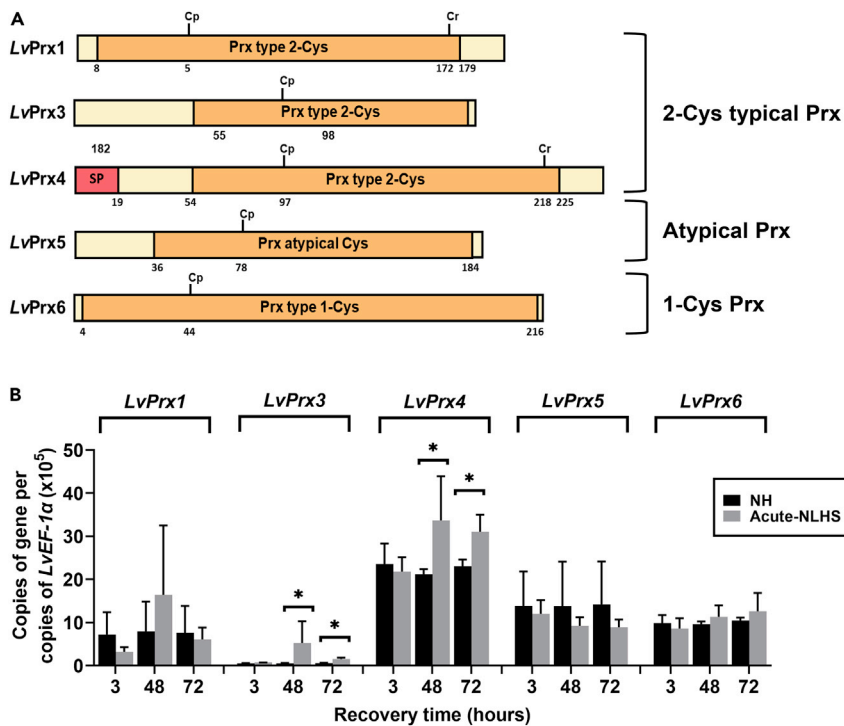 A
Cp Cr
LvPrx1 Prx type 2-Cys
8 5 172 179
Cp
LvPrx3 Prx type 2-Cys
55 98
182
Cp Cr
LvPrx4 SP Prx type 2-Cys
19 54 97 218 225
Cp
LvPrx5 Prx atypical Cys
36 78 184
Cp
LvPrx6 Prx type 1-Cys
4 44 216
2-Cys typical Prx
Atypical Prx
1-Cys Prx
B
LvPrx1 LvPrx3 LvPrx4 LvPrx5 LvPrx6
Copies of gene per
copies of LvEF-1α (x10⁵)
50
40
30
20
10
0
* * * *
NH
Acute-NLHS
3 48 72 3 48 72 3 48 72 3 48 72 3 48 72
Recovery time (hours)